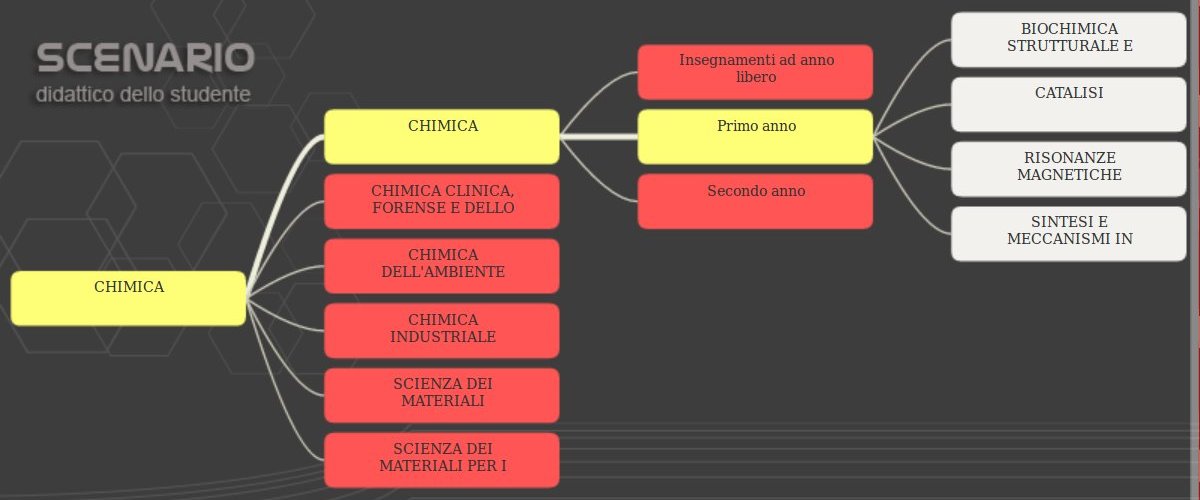 SCENARIO
didattico dello studente
CHIMICA
CHIMICA
CHIMICA CLINICA,
FORENSE E DELLO
CHIMICA
DELL'AMBIENTE
CHIMICA
INDUSTRIALE
SCIENZA DEI
MATERIALI
SCIENZA DEI
MATERIALI PER I
Insegnamenti ad anno
libero
Primo anno
Secondo anno
BIOCHIMICA
STRUTTURALE E
CATALISI
RISONANZE
MAGNETICHE
SINTESI E
MECCANISMI IN